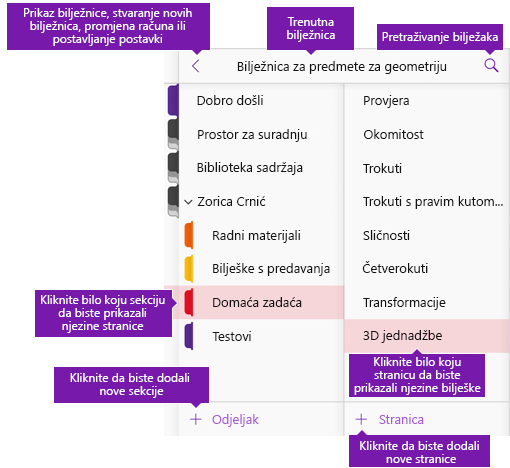 Prikaz bilježnice, stvaranje novih
bilježnica, promjena računa ili
postavljanje postavki
Trenutna
bilježnica
Pretraživanje bilježaka
Bilježnica za predmete za geometriju
Dobro došli
Prostor za suradnju
Biblioteka sadržaja
Zorica Crnić
Radni materijali
Bilješke s predavanja
Domaća zadaća
Testovi
Provjera
Okomitost
Trokuti
Trokuti s pravim kutom...
Sličnosti
Četverokuti
Transformacije
3D jednadžbe
Kliknite bilo koju sekciju
da biste prikazali
njezine stranice
Kliknite bilo koju
stranicu da biste
prikazali njezine bilješke
Kliknite da biste dodali
nove sekcije
+ Odjeljak
+ Stranica
Kliknite da biste dodali
nove stranice